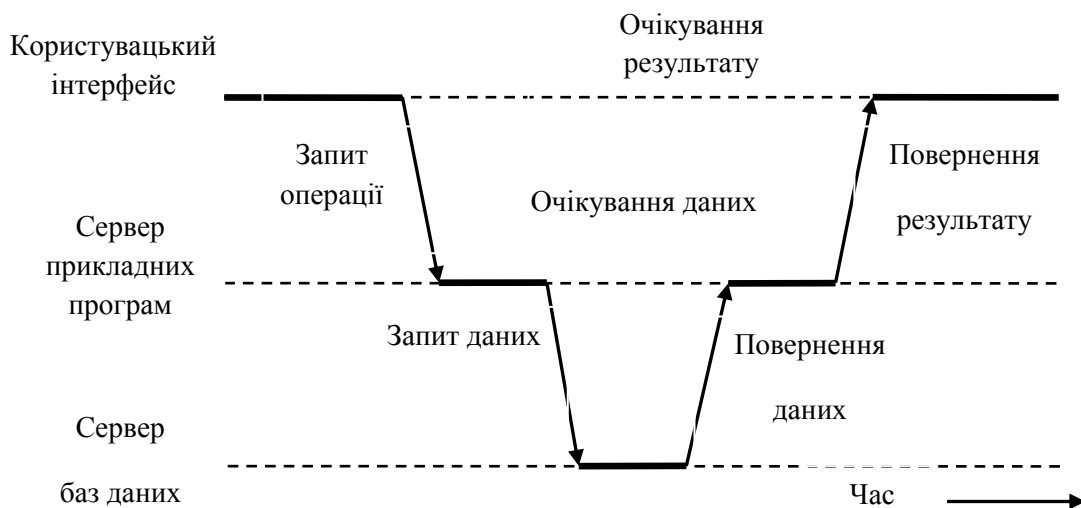 Очікування
результату
Користувацький
інтерфейс
Запит
операції
Повернення
результату
Очікування даних
Сервер
прикладних
програм
Запит даних
Повернення
даних
Сервер
баз даних
Час